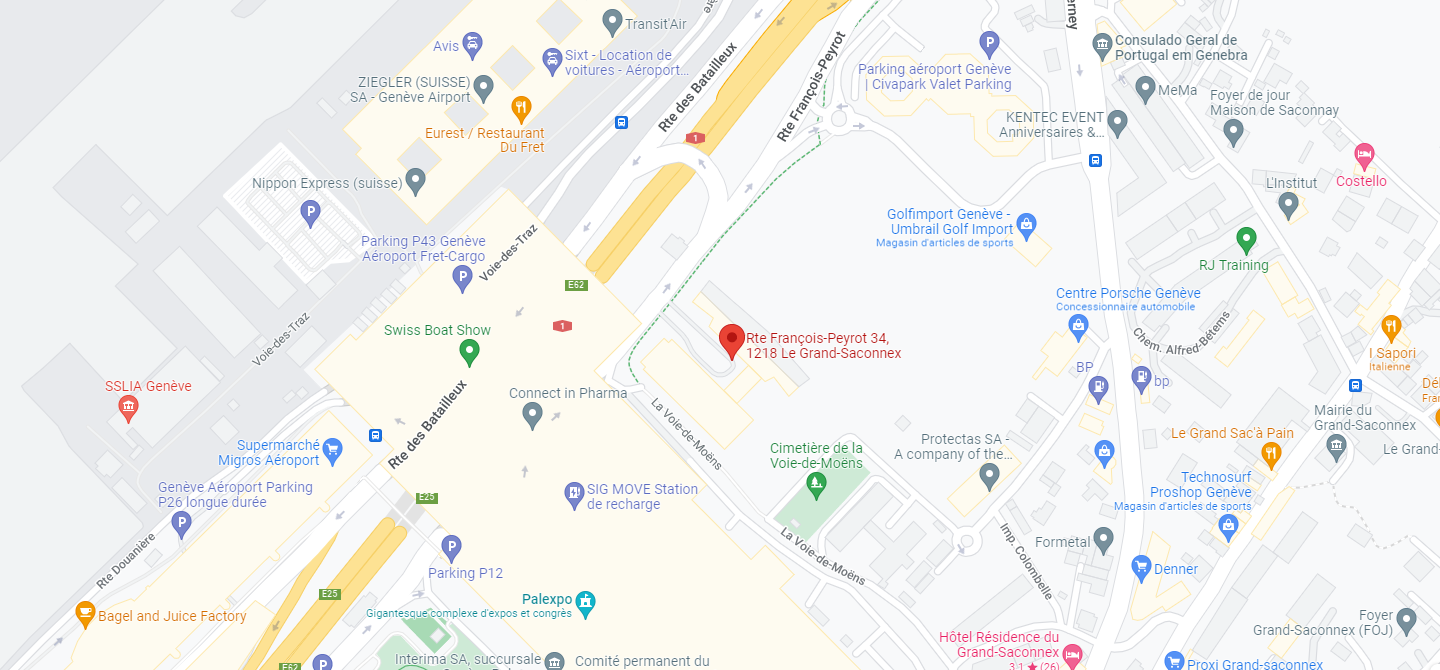 Transit'Air
Avis
Sixt - Location de
voitures - Aéroport...
ZIEGLER (SUISSE)
SA - Genève Airport
Eurest / Restaurant
Du Fret
Nippon Express (suisse)
P
Parking P43 Genève
Aéroport Fret-Cargo
P
Voie-des-Traz
Voie-des-Traz
Rte des Batailleux
1
Rte François-Peyrot
P
Parking aéroport Genève
| Civapark Valet Parking
Consulado Geral de
Portugal em Genebra
MeMa
Foyer de jour
Maison de Saconnay
KENTEC EVENT
Anniversaires &...
Costello
L'Institut
RJ Training
Golfimport Genève -
Umbrail Golf Import
Magasin d'articles de sports
Centre Porsche Genève
Concessionnaire automobile
Chem. Alfred-Bétems
BP
bp
I Sapori
Italienne
Mairie du
Grand-Saconnex
Le Grand Sac'à Pain
Technosurf
Proshop Genève
Magasin d'articles de sports
E62
1
Swiss Boat Show
Rte François-Peyrot 34,
1218 Le Grand-Saconnex
SSLIA Genève
Connect in Pharma
Rte des Batailleux
Supermarché
Migros Aéroport
La Voie-de-Moëns
Cimetière de la
Voie-de-Moëns
Protectas SA -
A company of the...
Genève Aéroport Parking
P26 longue durée
P
E25
SIG MOVE Station
de recharge
La Voie-de-Moëns
Imp. Colombelle
Formetal
Denner
P
Parking P12
Rte Douanière
E25
Bagel and Juice Factory
Palexpo
Gigantesque complexe d'expos et congrès
Foyer
Grand-Saconnex (FOJ)
Hôtel Résidence du
Grand-Saconnex
3,1 ★ (26)
E62
P
Interima SA, succursale
Comité permanent du
Proxi Grand-saconnex